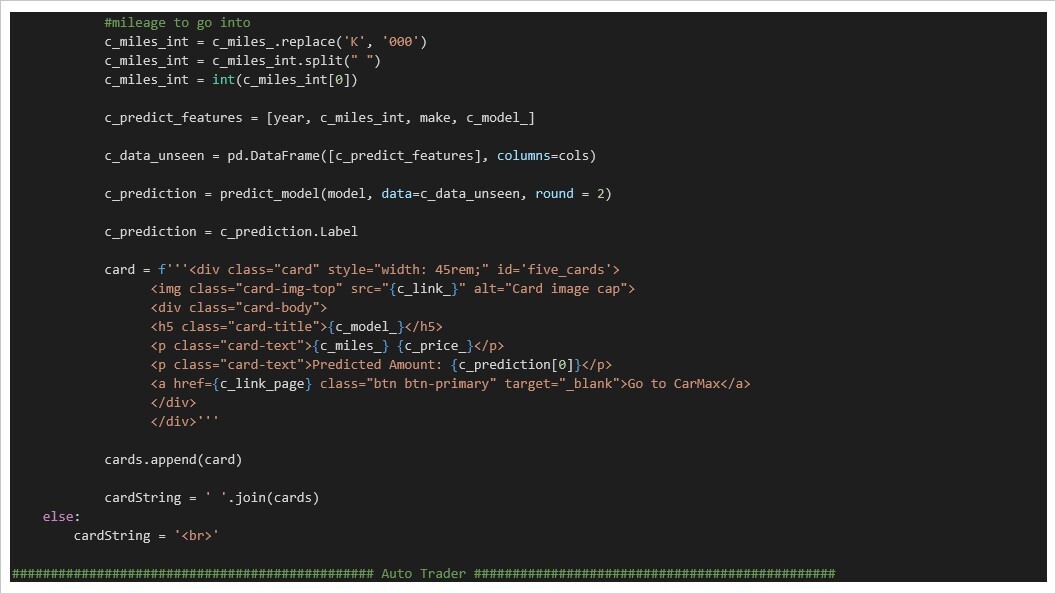 #mileage to go into
c_miles_int = c_miles_.replace('K', '000')
c_miles_int = c_miles_int.split(" ")
c_miles_int = int(c_miles_int[0])
c_predict_features = [year, c_miles_int, make, c_model_]
c_data_unseen = pd.DataFrame([c_predict_features], columns=cols)
c_prediction = predict_model(model, data=c_data_unseen, round = 2)
c_prediction = c_prediction.Label
card = f'''<div class="card" style="width: 45rem;" id='five_cards'>
<img class="card-img-top" src="{c_link_}" alt="Card image cap">
<div class="card-body">
<h5 class="card-title">{c_model_}</h5>
<p class="card-text">{c_miles_} {c_price_}</p>
<p class="card-text">Predicted Amount: {c_prediction[0]}</p>
<a href={c_link_page} class="btn btn-primary" target="_blank">Go to CarMax</a>
</div>
</div>'''
cards.append(card)
cardString = ' '.join(cards)
else:
cardString = '<br>'
############################################### Auto Trader ###############################################